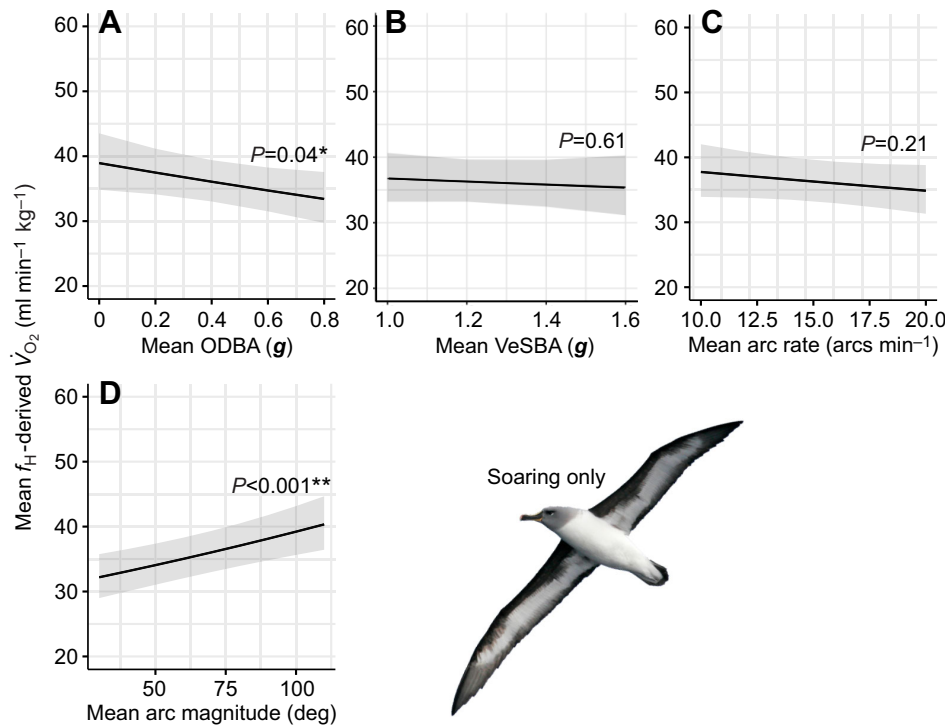 A
60
50
40
30
20
P=0.04*
0 0.2 0.4 0.6 0.8
Mean ODBA (g)
B
60
50
40
30
20
P=0.61
1.0 1.2 1.4 1.6
Mean VeSBA (g)
C
60
50
40
30
20
P=0.21
10.0 12.5 15.0 17.5 20.0
Mean arc rate (arcs min⁻¹)
Mean fH-derived V̇O₂ (ml min⁻¹ kg⁻¹)
D
60
50
40
30
20
P<0.001**
50 75 100
Mean arc magnitude (deg)
Soaring only